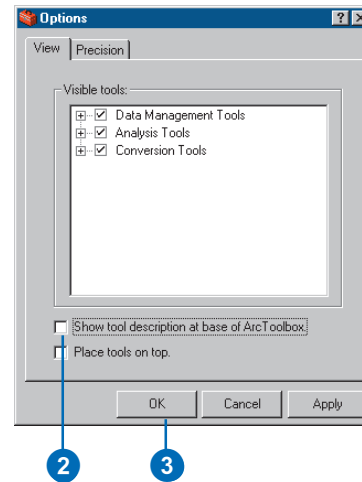 Options
View Precision
Visible tools:
Data Management Tools
Analysis Tools
Conversion Tools
Show tool description at base of ArcToolbox.
Place tools on top.
OK Cancel Apply
2 3